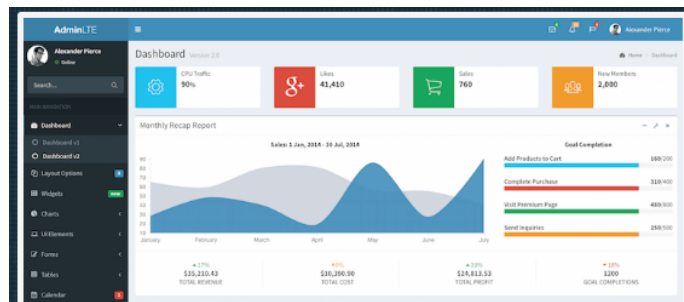 AdminLTE
Alexander Pierce
Alexander Pierce
Online
Dashboard Version 2.0
Home
Dashboard
CPU Traffic
90%
Likes
41,410
Sales
760
New Members
2,000
Search...
MAIN NAVIGATION
Dashboard
Dashboard v1
Dashboard v2
Layout Options
Widgets
new
Charts
UI Elements
Forms
Tables
Calendar
Monthly Recap Report
Sales: 1 Jan, 2014 - 30 Jul, 2014
90
80
70
60
50
40
30
20
10
January
February
March
April
May
June
July
Goal Completion
Add Products to Cart
160/200
Complete Purchase
310/400
Visit Premium Page
480/800
Send Inquiries
250/500
17%
$35,210.43
TOTAL REVENUE
0%
$10,390.90
TOTAL COST
20%
$24,813.53
TOTAL PROFIT
18%
1200
GOAL COMPLETIONS